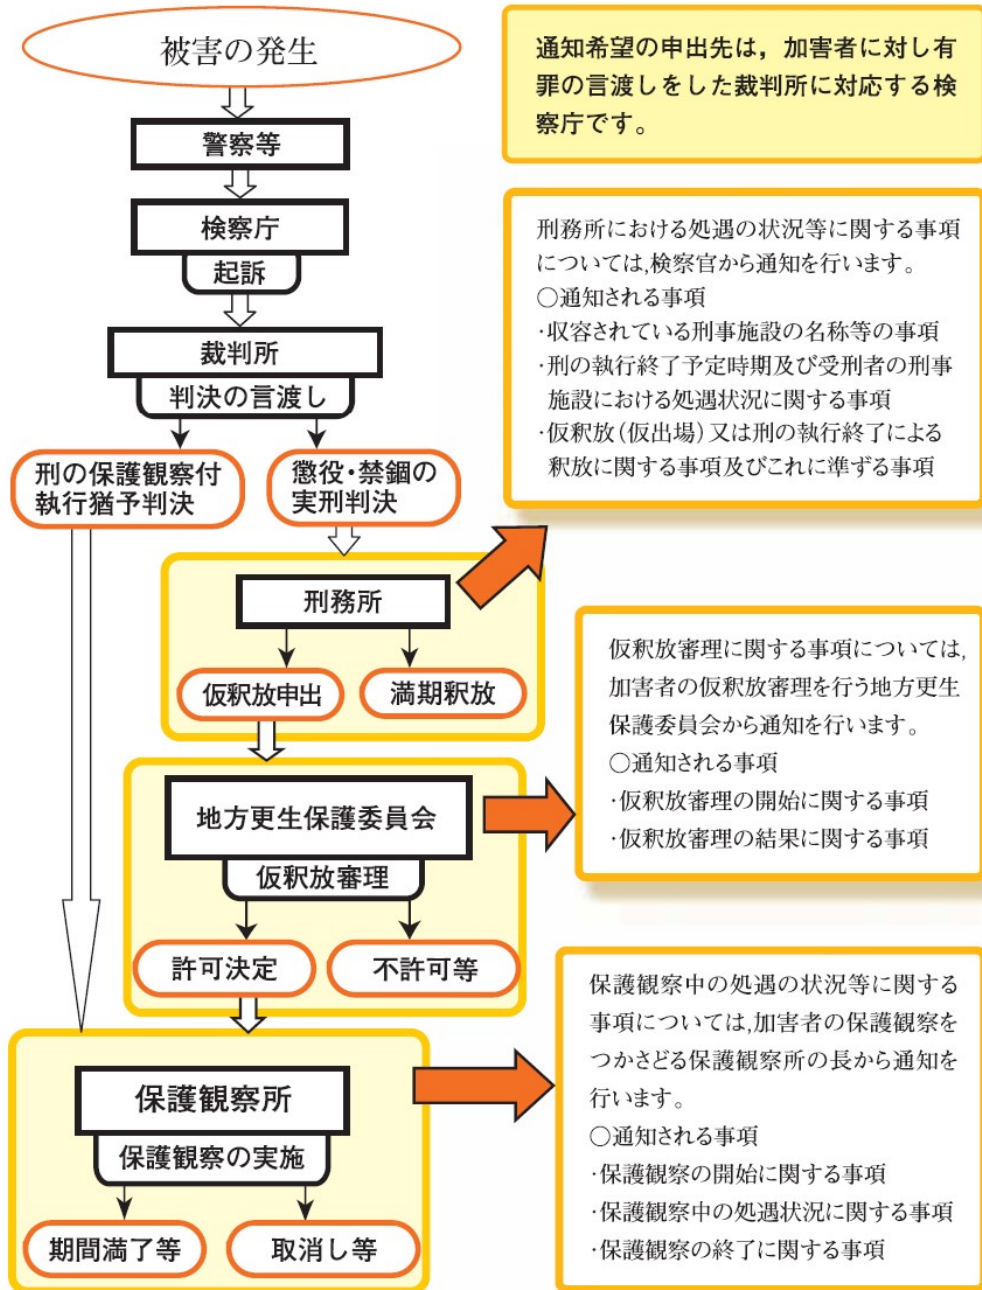 被害の発生
警察等
検察庁
起訴
裁判所
判決の言渡し
刑の保護観察付
執行猶予判決
懲役・禁錮の
実刑判決
刑務所
仮釈放申出
満期釈放
地方更生保護委員会
仮釈放審理
許可決定
不許可等
保護観察所
保護観察の実施
期間満了等
取消し等
通知希望の申出先は，加害者に対し有
罪の言渡しをした裁判所に対応する検
察庁です。
刑務所における処遇の状況等に関する事項
については,検察官から通知を行います。
○通知される事項
・収容されている刑事施設の名称等の事項
・刑の執行終了予定時期及び受刑者の刑事
施設における処遇状況に関する事項
・仮釈放(仮出場)又は刑の執行終了による
釈放に関する事項及びこれに準ずる事項
仮釈放審理に関する事項については,
加害者の仮釈放審理を行う地方更生
保護委員会から通知を行います。
○通知される事項
・仮釈放審理の開始に関する事項
・仮釈放審理の結果に関する事項
保護観察中の処遇の状況等に関する
事項については,加害者の保護観察を
つかさどる保護観察所の長から通知を
行います。
○通知される事項
・保護観察の開始に関する事項
・保護観察中の処遇状況に関する事項
・保護観察の終了に関する事項